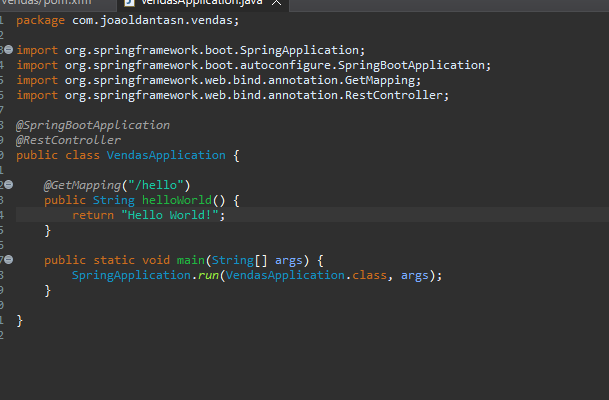 vendas/pom.xml
VendasApplication.java
package com.joaoldantasn.vendas;
import org.springframework.boot.SpringApplication;
import org.springframework.boot.autoconfigure.SpringBootApplication;
import org.springframework.web.bind.annotation.GetMapping;
import org.springframework.web.bind.annotation.RestController;
@SpringBootApplication
@RestController
public class VendasApplication {
@GetMapping("/hello")
public String helloWorld() {
return "Hello World!";
}
public static void main(String[] args) {
SpringApplication.run(VendasApplication.class, args);
}
}